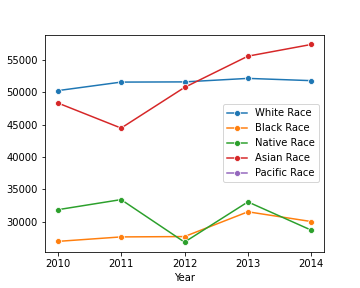 55000
50000
45000
40000
35000
30000
White Race
Black Race
Native Race
Asian Race
Pacific Race
2010 2011 2012 2013 2014
Year